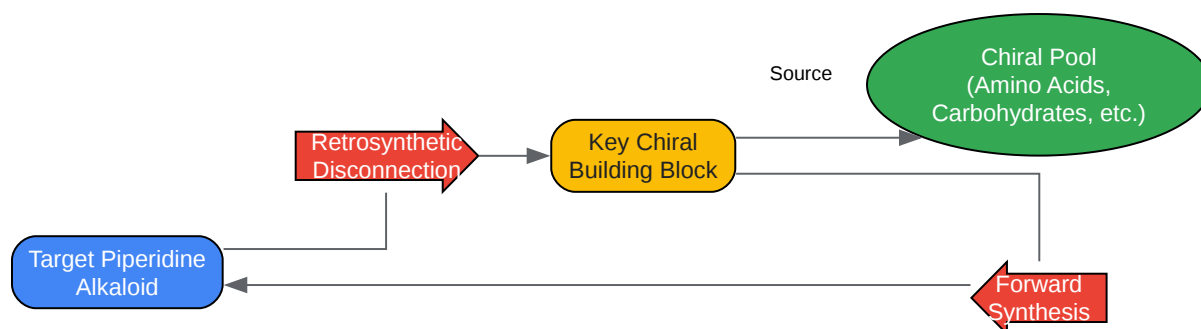 Source
Chiral Pool
(Amino Acids,
Carbohydrates, etc.)
Retrosynthetic
Disconnection
Key Chiral
Building Block
Target Piperidine
Alkaloid
Forward
Synthesis